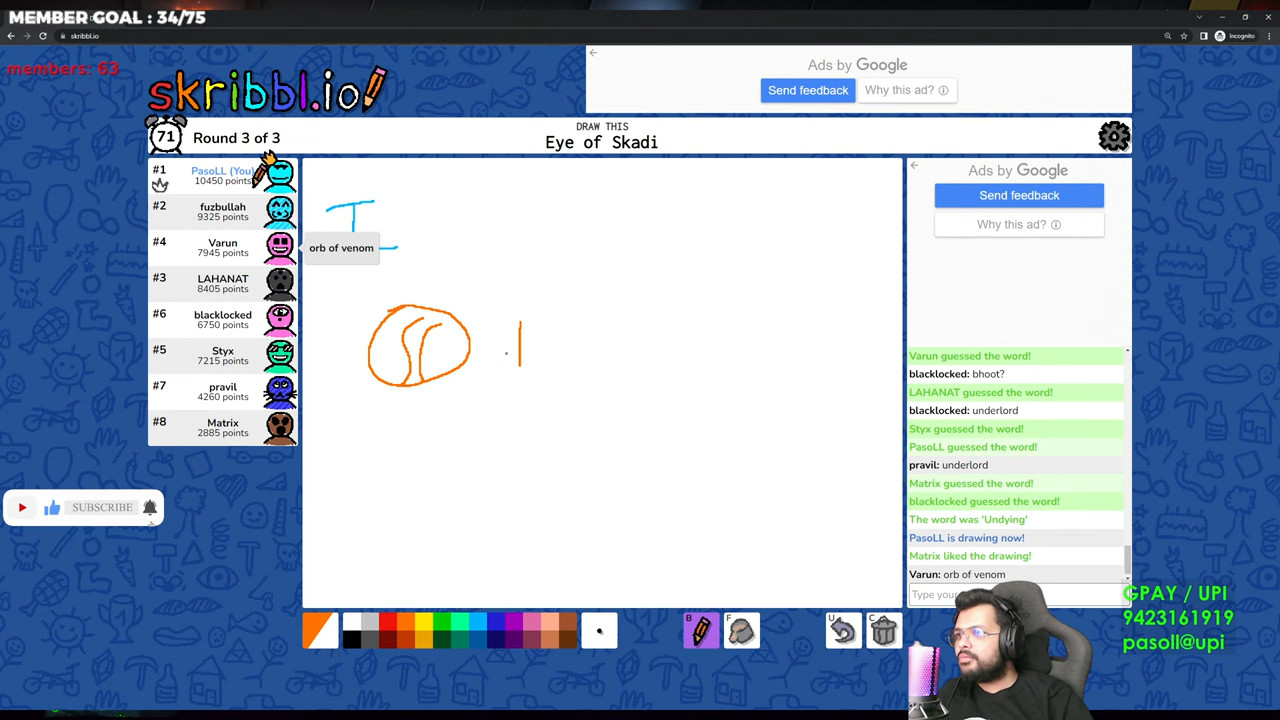 MEMBER GOAL : 34/75
skribbl.io
Incognito
members: 63
skribbl.io
Ads by Google
Send feedback
Why this ad?
71
Round 3 of 3
DRAW THIS
Eye of Skadi
#1
PasoLL (You)
10450 points
#2
fuzbullah
9325 points
#4
Varun
7945 points
#3
LAHANAT
8405 points
#6
blacklocked
6750 points
#5
Styx
7215 points
#7
pravil
4260 points
#8
Matrix
2885 points
T
orb of venom
Ads by Google
Send feedback
Why this ad?
Varun guessed the word!
blacklocked: bhoot?
LAHANAT guessed the word!
blacklocked: underlord
Styx guessed the word!
PasoLL guessed the word!
pravil: underlord
Matrix guessed the word!
blacklocked guessed the word!
The word was 'Undying'
PasoLL is drawing now!
Matrix liked the drawing!
Varun: orb of venom
Type your
SUBSCRIBE
B
F
U
C
GPAY / UPI
9423161919
pasoll@upi